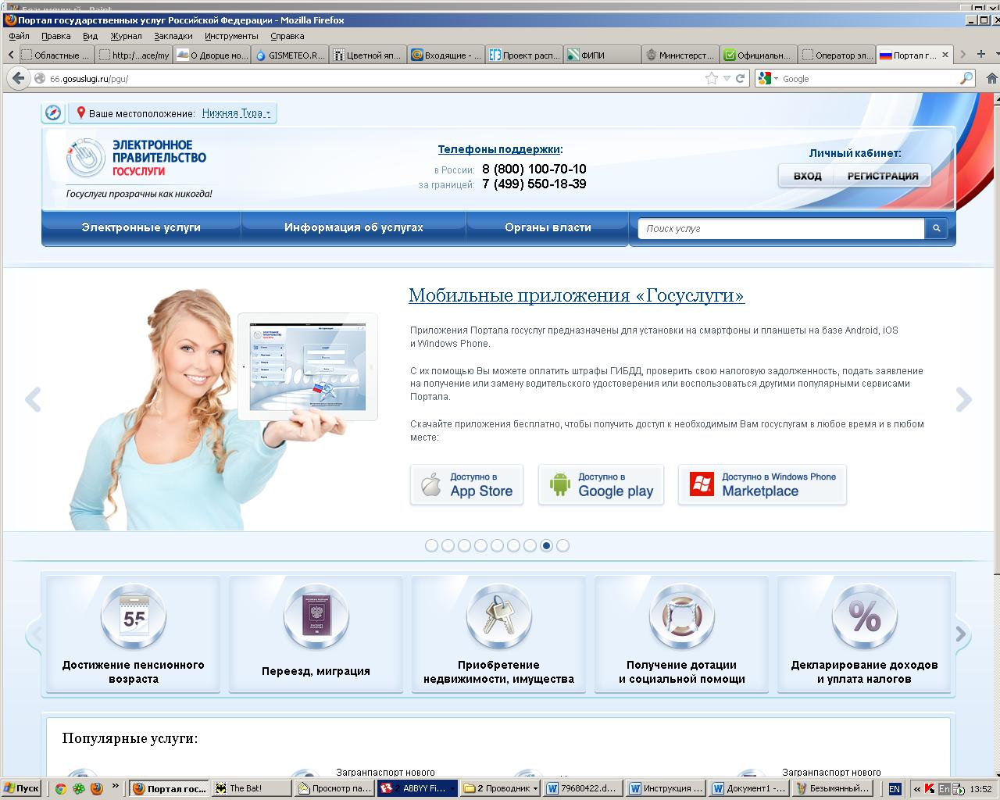 Портал государственных услуг Российской Федерации - Mozilla Firefox
Файл Правка Вид Журнал Закладки Инструменты Справка
Областные ... http:/...ace/my О Дворце мо... GISMETEO.R... Цветной яп... Входящие - ... Проект расп... ФИПИ Министерст... Официальн... Оператор эл... Портал г...
66.gosuslugi.ru/pgu/ Google
Ваше местоположение: Нижняя Тура
ЭЛЕКТРОННОЕ
ПРАВИТЕЛЬСТВО
ГОСУСЛУГИ
Госуслуги прозрачны как никогда!
Телефоны поддержки:
в России: 8 (800) 100-70-10
за границей: 7 (499) 550-18-39
Личный кабинет:
ВХОД РЕГИСТРАЦИЯ
Электронные услуги Информация об услугах Органы власти Поиск услуг
Мобильные приложения «Госуслуги»
Приложения Портала госуслуг предназначены для установки на смартфоны и планшеты на базе Android, iOS
и Windows Phone.
С их помощью Вы можете оплатить штрафы ГИБДД, проверить свою налоговую задолженность, подать заявление
на получение или замену водительского удостоверения или воспользоваться другими популярными сервисами
Портала.
Скачайте приложения бесплатно, чтобы получить доступ к необходимым Вам госуслугам в любое время и в любом
месте:
Доступно в
App Store
Доступно в
Google play
Доступно в Windows Phone
Marketplace
55
Достижение пенсионного
возраста
Переезд, миграция
Приобретение
недвижимости, имущества
Получение дотации
и социальной помощи
%
Декларирование доходов
и уплата налогов
Популярные услуги:
Загранпаспорт нового
Загранпаспорт нового
Пуск » Портал гос... The Bat! Просмотр па... 2 ABBYY Fi... 2 Проводник 79680422.d... Инструкция ... Документ1 -... Безымянный... EN « En 13:52